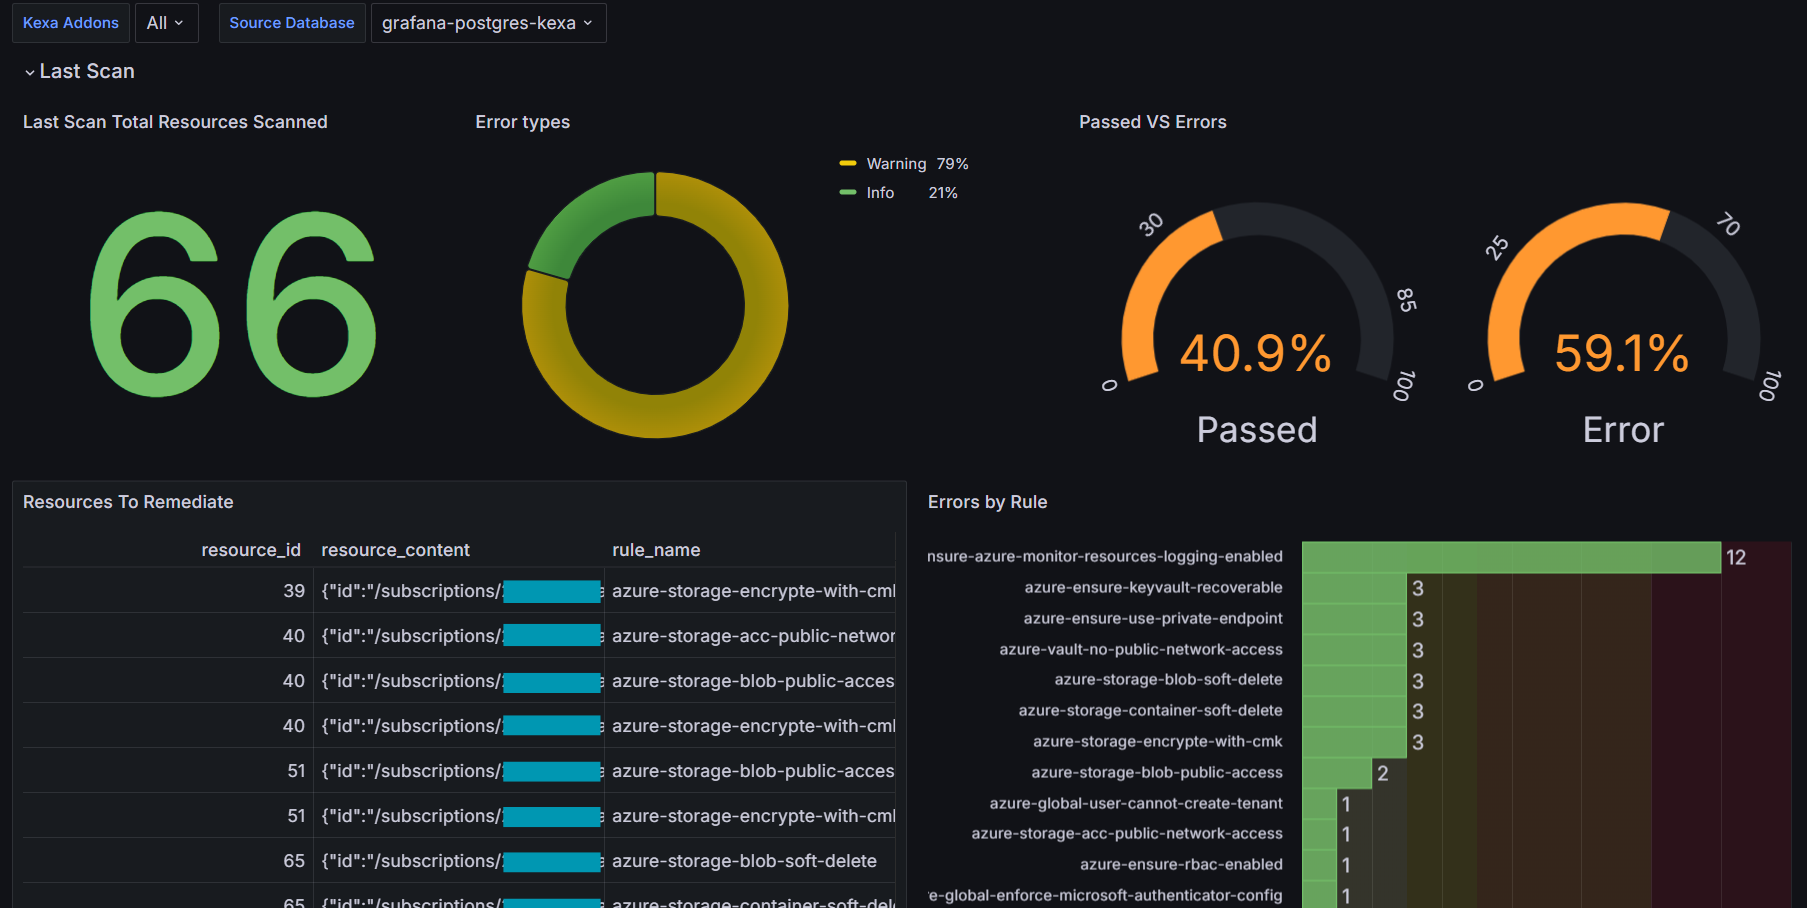 Kexa Addons All Source Database grafana-postgres-kexa
Last Scan
Last Scan Total Resources Scanned
66
Error types
Warning 79%
Info 21%
Passed VS Errors
0
30
85
100
40.9%
Passed
0
25
70
100
59.1%
Error
Resources To Remediate
resource_id resource_content rule_name
39 {"id":"/subscriptions/ azure-storage-encrypte-with-cm
40 {"id":"/subscriptions/ azure-storage-acc-public-networ
40 {"id":"/subscriptions/ azure-storage-blob-public-acces
40 {"id":"/subscriptions/ azure-storage-encrypte-with-cm
51 {"id":"/subscriptions/ azure-storage-blob-public-acces
51 {"id":"/subscriptions/ azure-storage-encrypte-with-cm
65 {"id":"/subscriptions/ azure-storage-blob-soft-delete
65 {"id":"/subscriptions/ azure-storage-container-soft-del
Errors by Rule
nsure-azure-monitor-resources-logging-enabled 12
azure-ensure-keyvault-recoverable 3
azure-ensure-use-private-endpoint 3
azure-vault-no-public-network-access 3
azure-storage-blob-soft-delete 3
azure-storage-container-soft-delete 3
azure-storage-encrypte-with-cmk 3
azure-storage-blob-public-access 2
azure-global-user-cannot-create-tenant 1
azure-storage-acc-public-network-access 1
azure-ensure-rbac-enabled 1
e-global-enforce-microsoft-authenticator-config 1